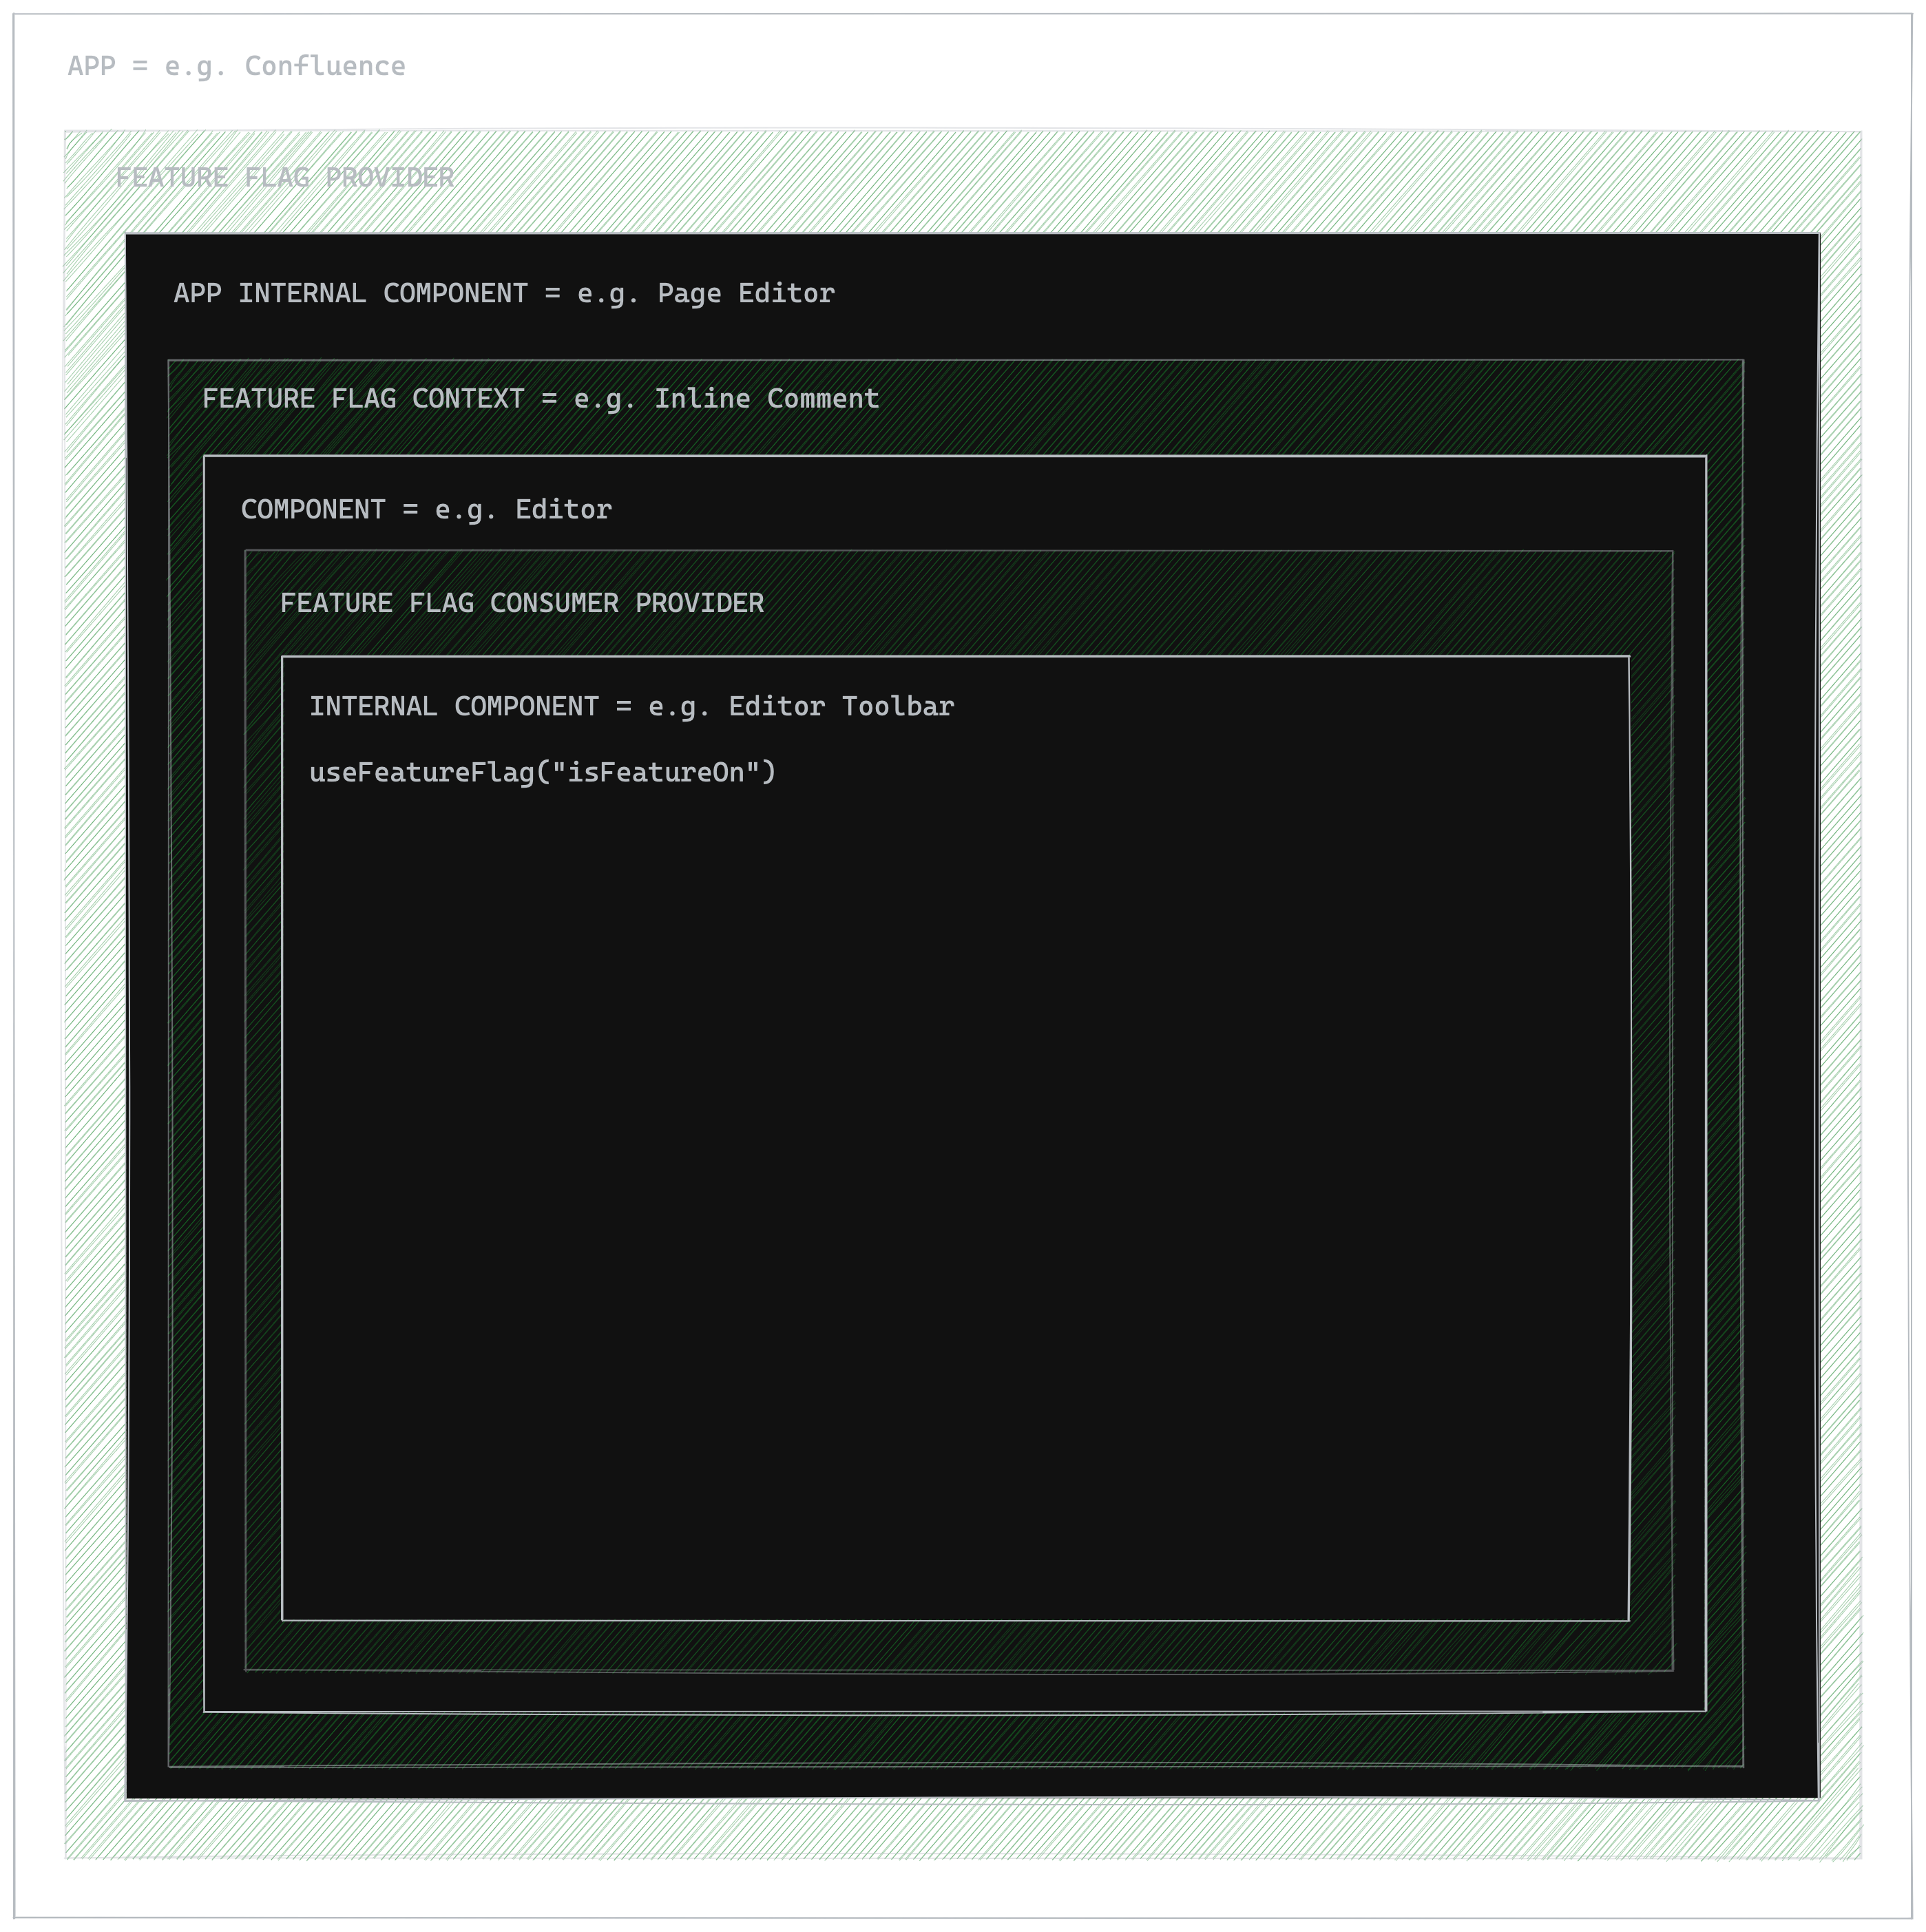 APP = e.g. Confluence
FEATURE FLAG PROVIDER
APP INTERNAL COMPONENT = e.g. Page Editor
FEATURE FLAG CONTEXT = e.g. Inline Comment
COMPONENT = e.g. Editor
FEATURE FLAG CONSUMER PROVIDER
INTERNAL COMPONENT = e.g. Editor Toolbar
useFeatureFlag("isFeatureOn")